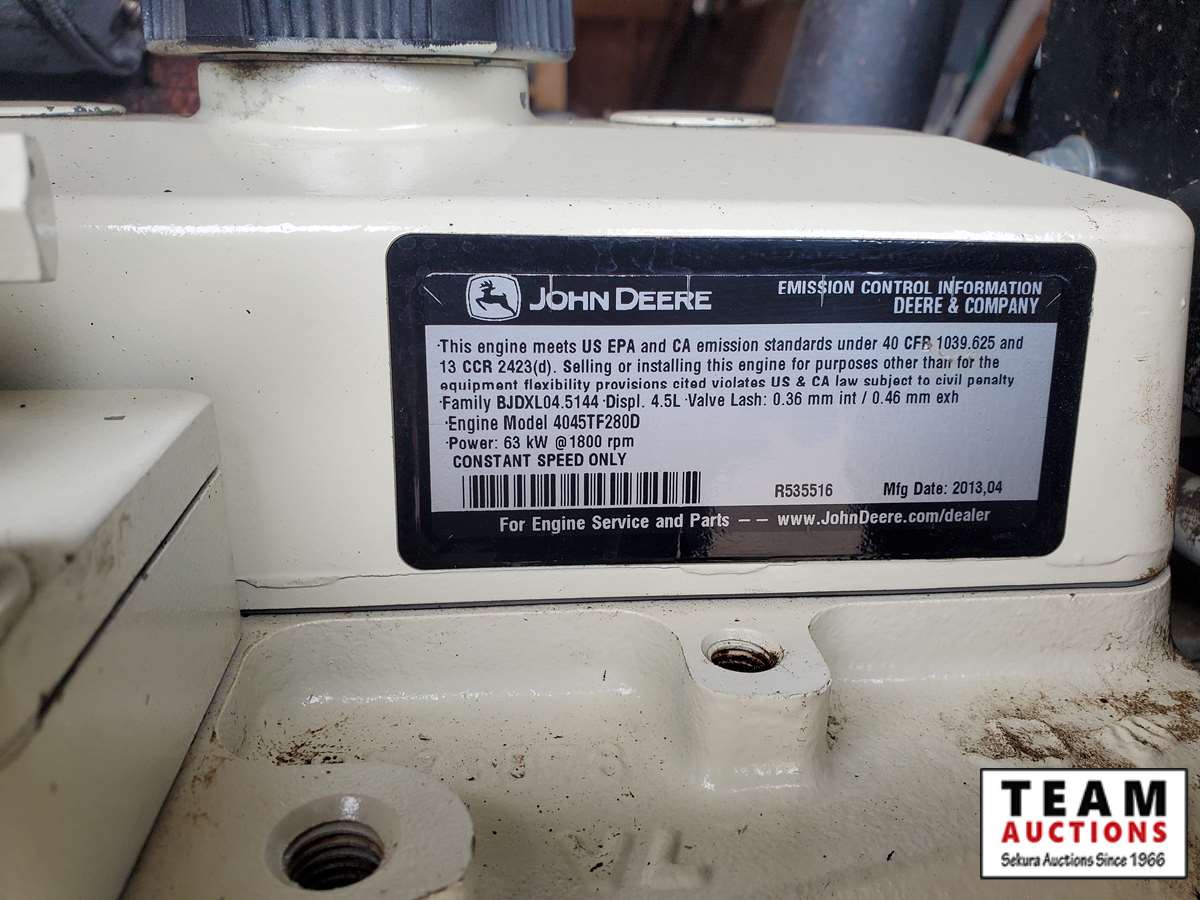 JOHN DEERE
EMISSION CONTROL INFORMATION
DEERE & COMPANY
·This engine meets US EPA and CA emission standards under 40 CFR 1039.625 and
13 CCR 2423(d). Selling or installing this engine for purposes other than for the
equipment flexibility provisions cited violates US & CA law subject to civil penalty
·Family BJDXL04.5144 ·Displ. 4.5L ·Valve Lash: 0.36 mm int / 0.46 mm exh
·Engine Model 4045TF280D
·Power: 63 kW @1800 rpm
CONSTANT SPEED ONLY
R535516 Mfg Date: 2013,04
For Engine Service and Parts – – www.JohnDeere.com/dealer
TEAM
AUCTIONS
Sekura Auctions Since 1966